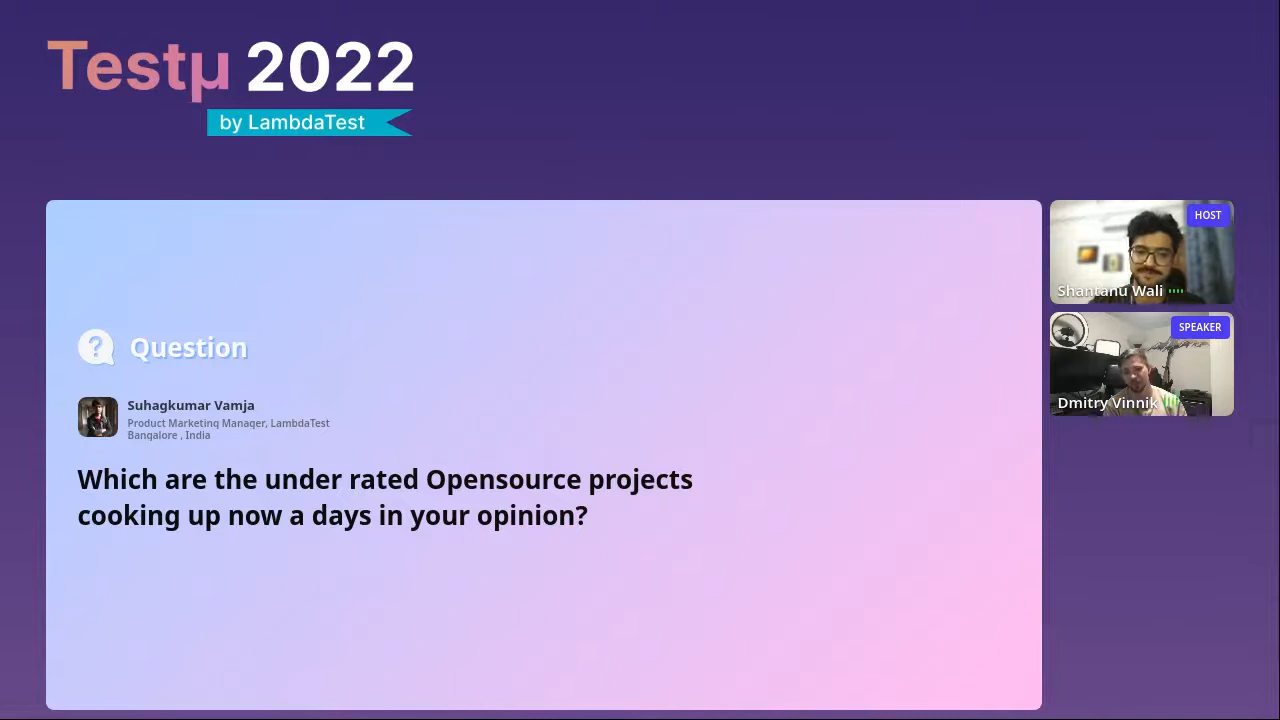 Testμ 2022
by LambdaTest
HOST
Shantanu Wali
SPEAKER
Dmitry Vinnik
Question
Suhagkumar Vamja
Product Marketing Manager, LambdaTest
Bangalore , India
Which are the under rated Opensource projects
cooking up now a days in your opinion?